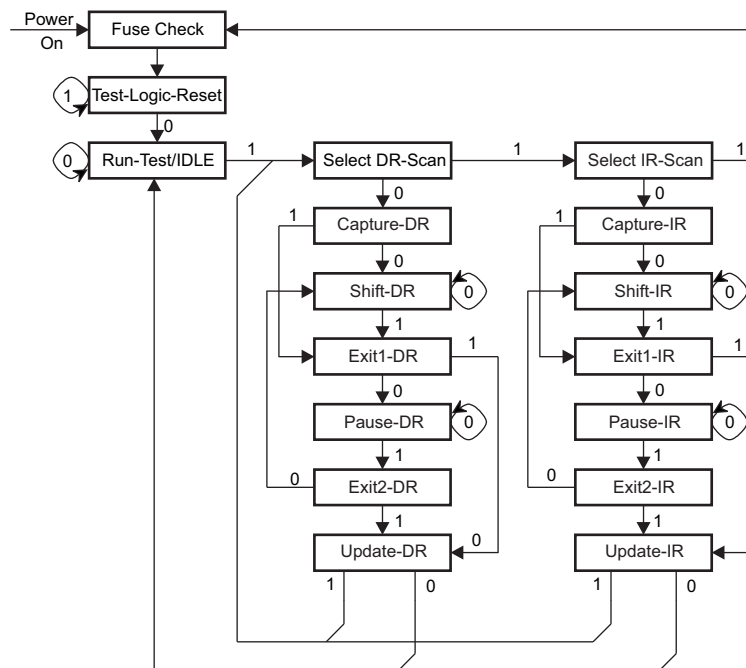 Power
On
Fuse Check
1
Test-Logic-Reset
0
0
Run-Test/IDLE
1
Select DR-Scan
1
Select IR-Scan
1
0
0
1
Capture-DR
1
Capture-IR
0
0
Shift-DR
0
Shift-IR
0
1
1
Exit1-DR
1
Exit1-IR
1
0
0
Pause-DR
0
Pause-IR
0
1
1
0
Exit2-DR
0
Exit2-IR
1
1
0
Update-DR
Update-IR
1
0
1
0